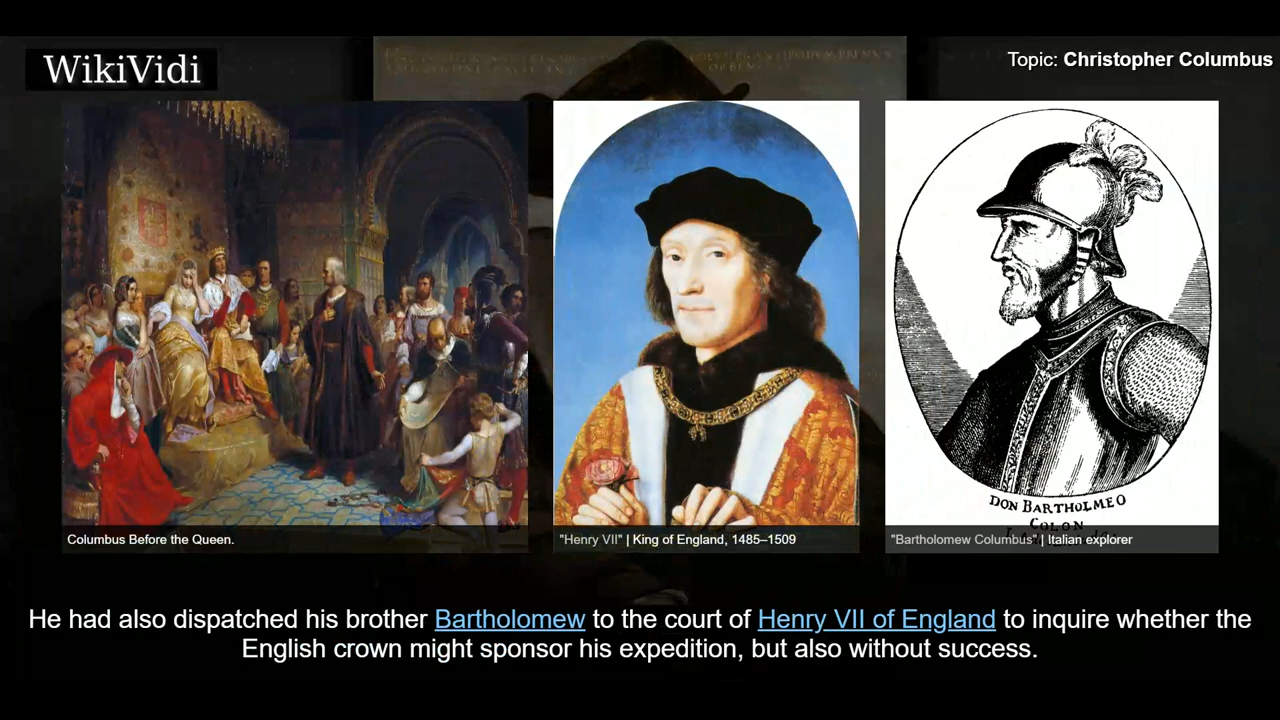 WikiVidi
Topic: Christopher Columbus
DON BARTHOLMEO
COLON
Columbus Before the Queen.
"Henry VII" | King of England, 1485–1509
"Bartholomew Columbus" | Italian explorer
He had also dispatched his brother Bartholomew to the court of Henry VII of England to inquire whether the
English crown might sponsor his expedition, but also without success.